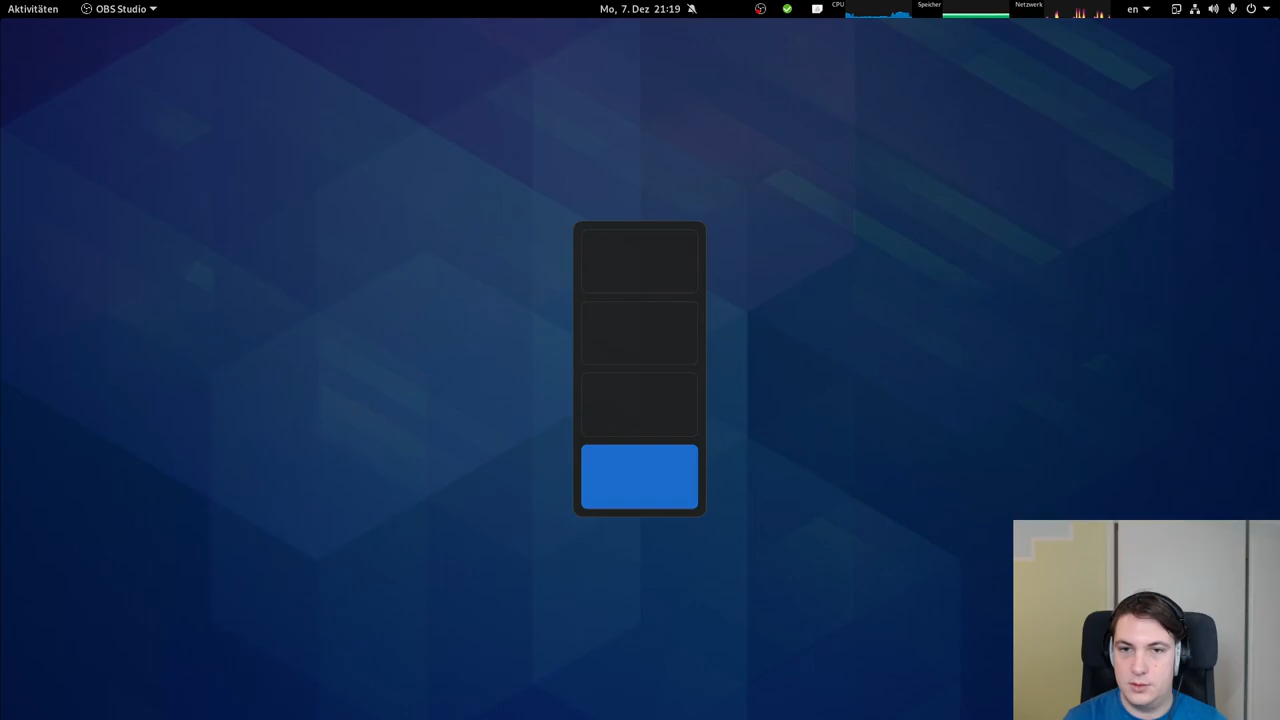 Aktivitäten OBS Studio Mo, 7. Dez 21:19 CPU Speicher Netzwerk en